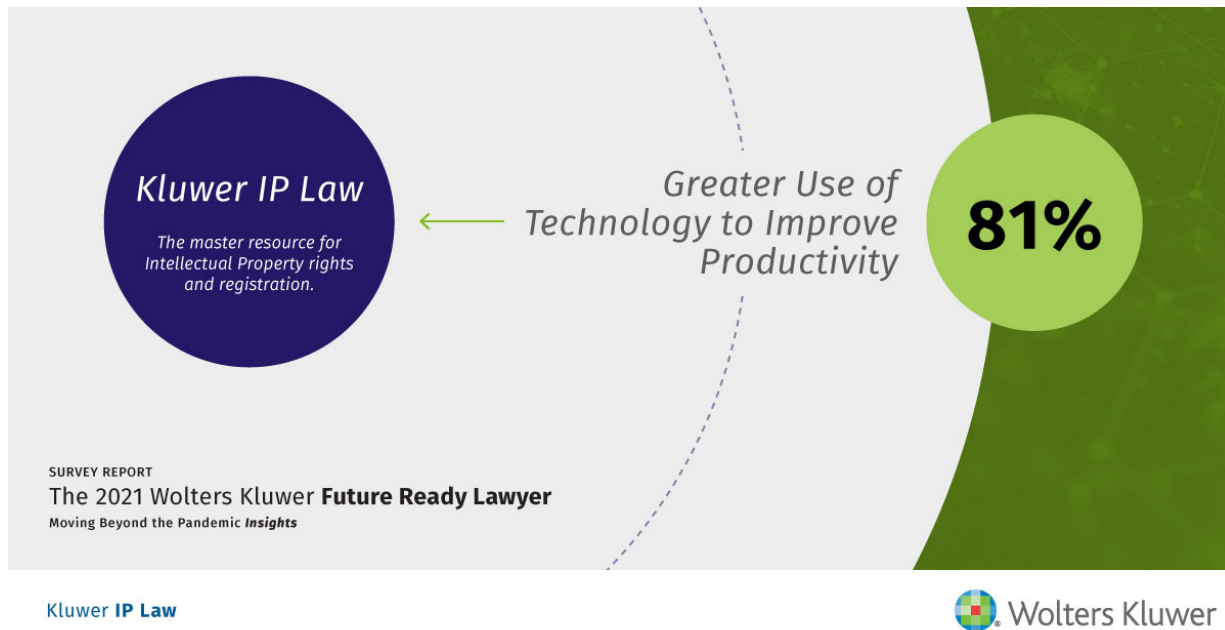 Kluwer IP Law
The master resource for
Intellectual Property rights
and registration.
Greater Use of
Technology to Improve
Productivity
81%
SURVEY REPORT
The 2021 Wolters Kluwer Future Ready Lawyer
Moving Beyond the Pandemic Insights
Kluwer IP Law
Wolters Kluwer